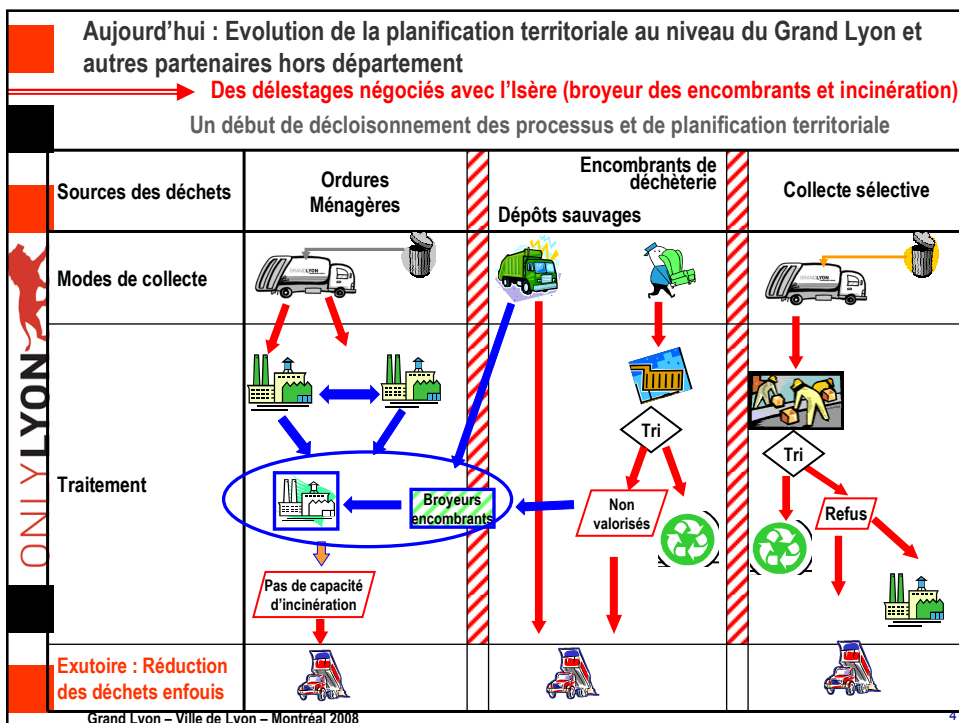 Aujourd'hui : Evolution de la planification territoriale au niveau du Grand Lyon et
autres partenaires hors département
Des délestages négociés avec l'Isère (broyeur des encombrants et incinération)
Un début de décloisonnement des processus et de planification territoriale
Sources des déchets
Ordures
Ménagères
Encombrants de
déchèterie
Dépôts sauvages
Collecte sélective
Modes de collecte
GRANDLYON
GRANDLYON
Traitement
Tri
Tri
Broyeurs
encombrants
Non
valorisés
Refus
Pas de capacité
d'incinération
Exutoire : Réduction
des déchets enfouis
ONLYLYON
Grand Lyon – Ville de Lyon – Montréal 2008
4